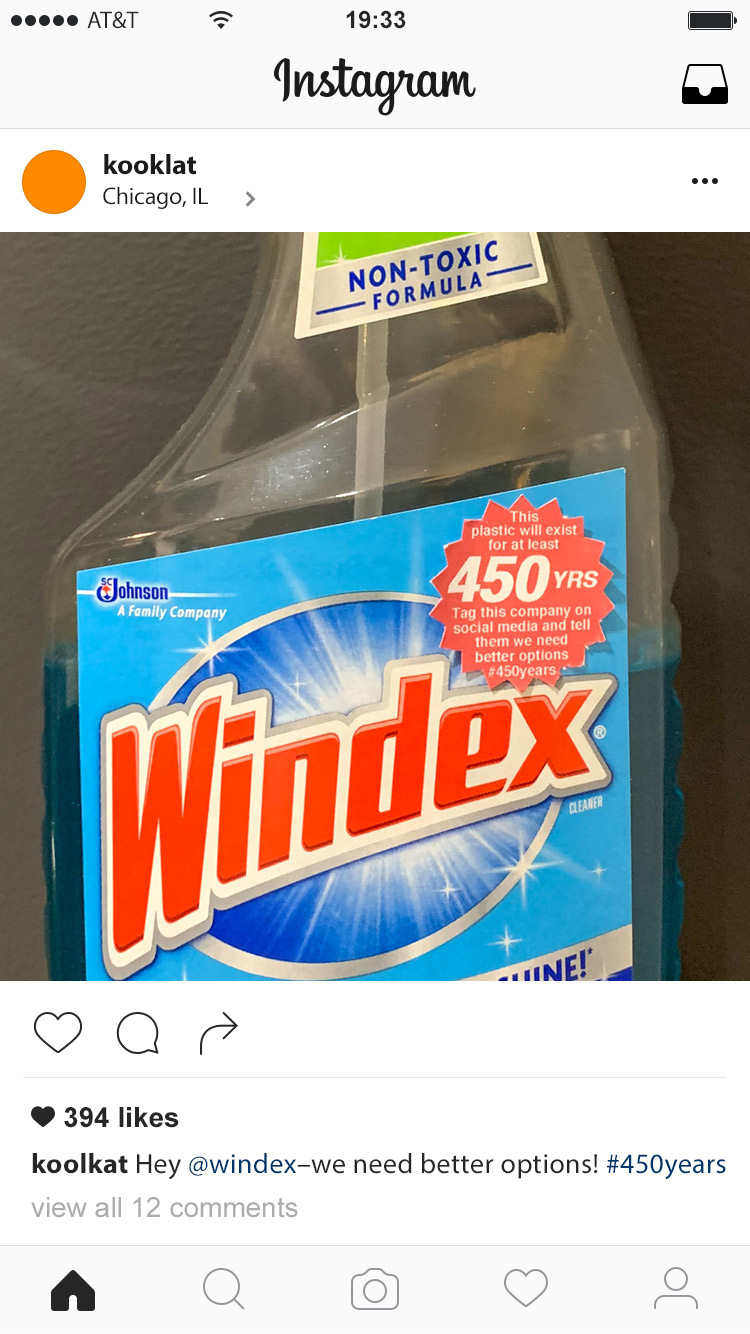 AT&T 19:33
Instagram
kooklat
Chicago, IL
NON-TOXIC
FORMULA
This
plastic will exist
for at least
450 YRS
Tag this company on
social media and tell
them we need
better options
#450years
SC Johnson
A Family Company
Windex®
CLEANER
394 likes
koolkat Hey @windex–we need better options! #450years
view all 12 comments